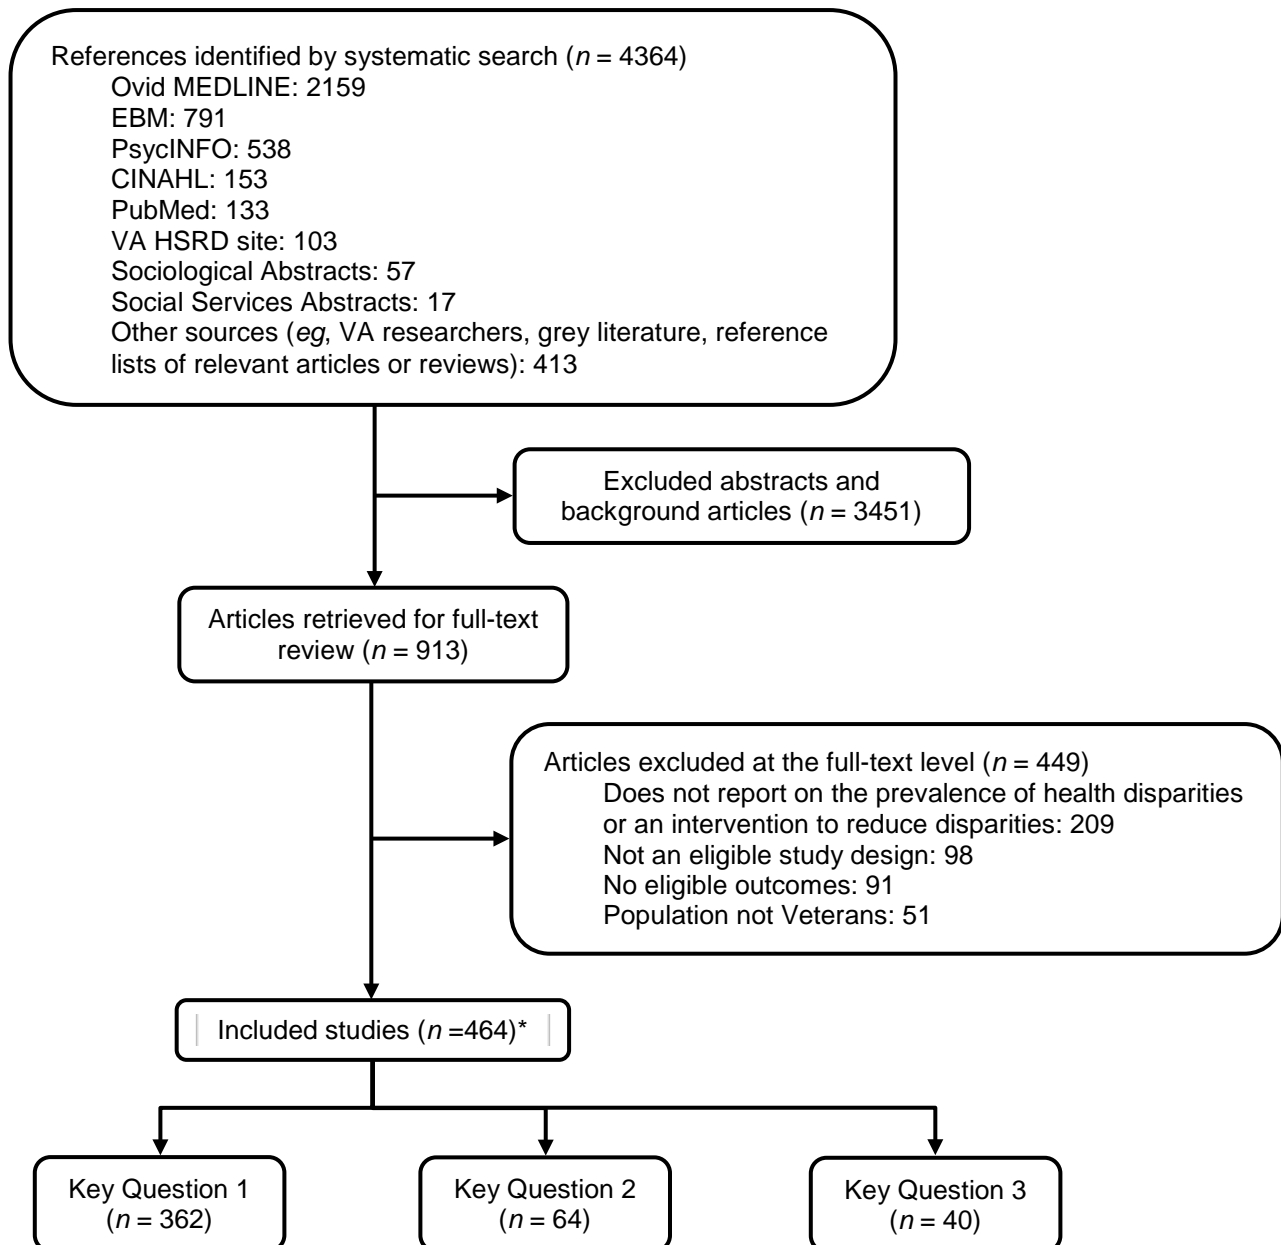 References identified by systematic search (n = 4364)
Ovid MEDLINE: 2159
EBM: 791
PsycINFO: 538
CINAHL: 153
PubMed: 133
VA HSRD site: 103
Sociological Abstracts: 57
Social Services Abstracts: 17
Other sources (eg, VA researchers, grey literature, reference
lists of relevant articles or reviews): 413
Excluded abstracts and
background articles (n = 3451)
Articles retrieved for full-text
review (n = 913)
Articles excluded at the full-text level (n = 449)
Does not report on the prevalence of health disparities
or an intervention to reduce disparities: 209
Not an eligible study design: 98
No eligible outcomes: 91
Population not Veterans: 51
Included studies (n =464)*
Key Question 1
(n = 362)
Key Question 2
(n = 64)
Key Question 3
(n = 40)